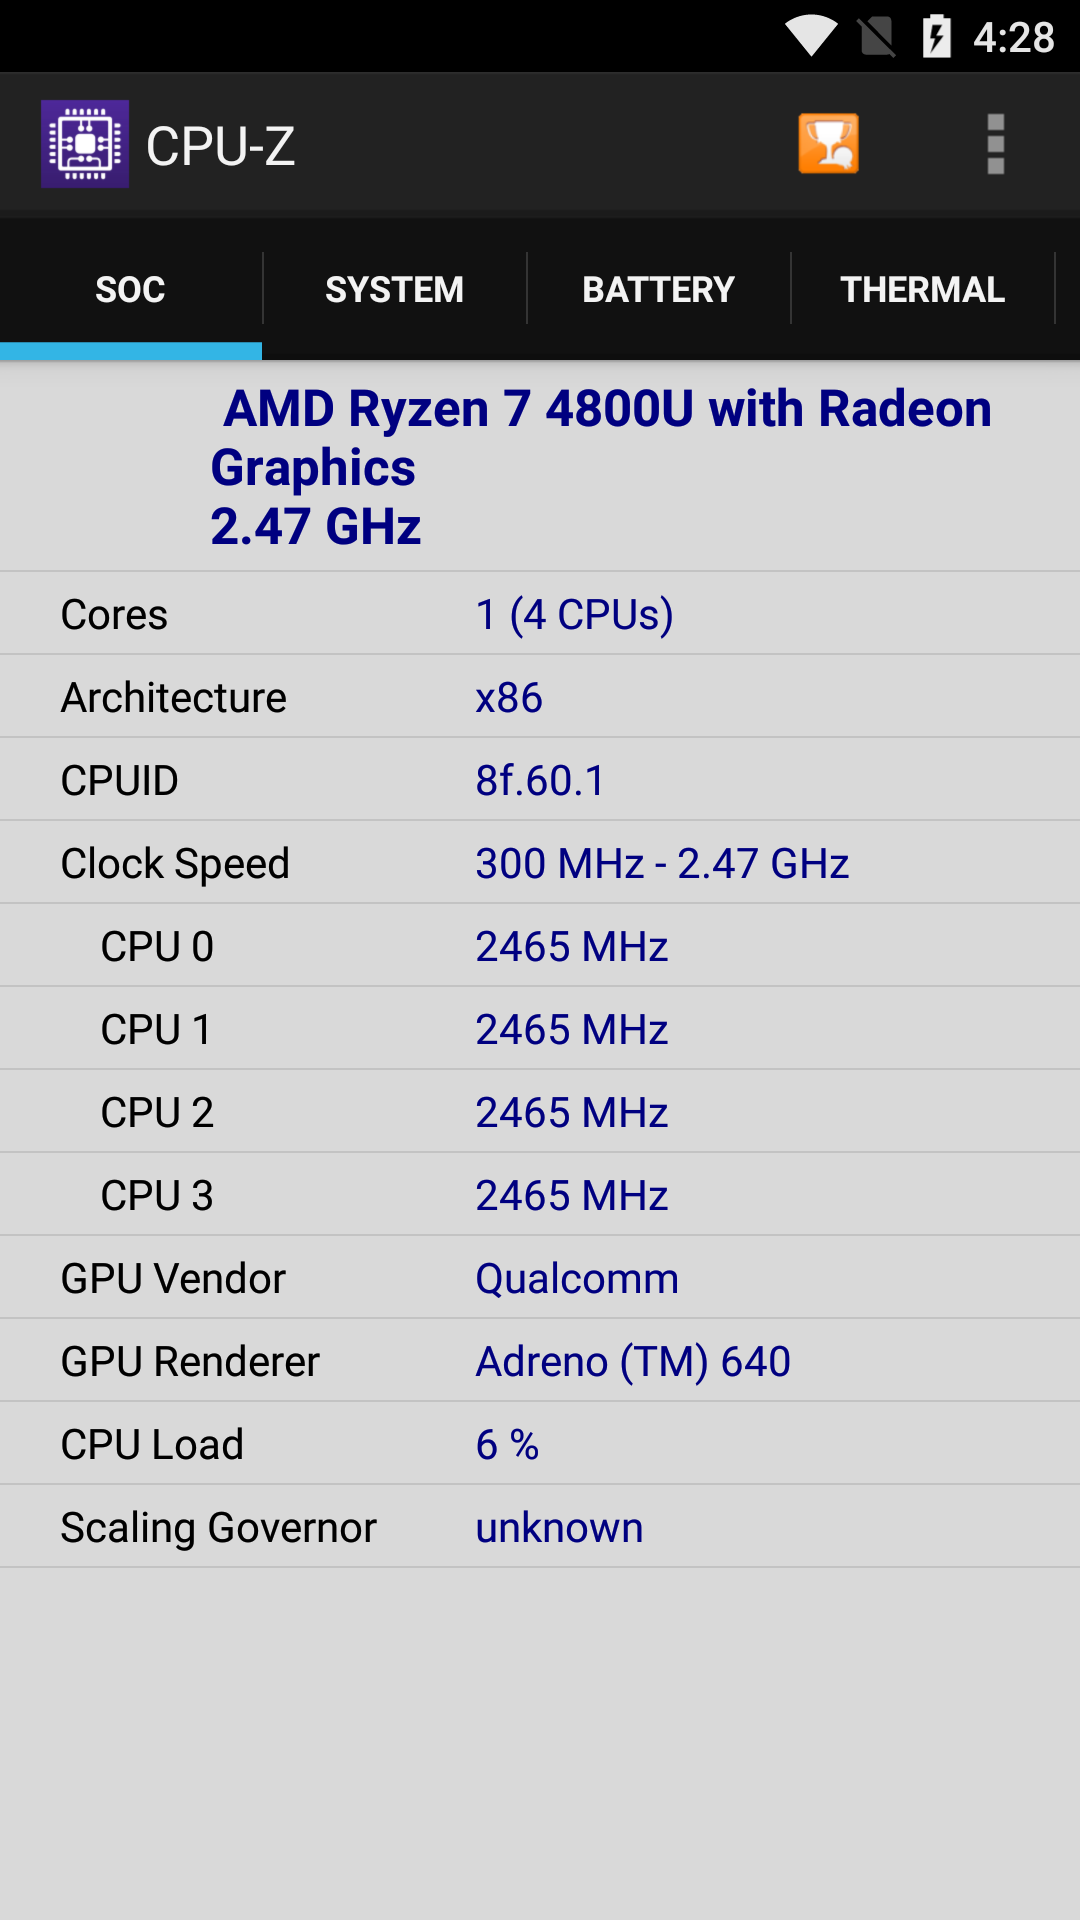 4:28
CPU-Z
SOC SYSTEM BATTERY THERMAL
AMD Ryzen 7 4800U with Radeon
Graphics
2.47 GHz
Cores 1 (4 CPUs)
Architecture x86
CPUID 8f.60.1
Clock Speed 300 MHz - 2.47 GHz
CPU 0 2465 MHz
CPU 1 2465 MHz
CPU 2 2465 MHz
CPU 3 2465 MHz
GPU Vendor Qualcomm
GPU Renderer Adreno (TM) 640
CPU Load 6 %
Scaling Governor unknown